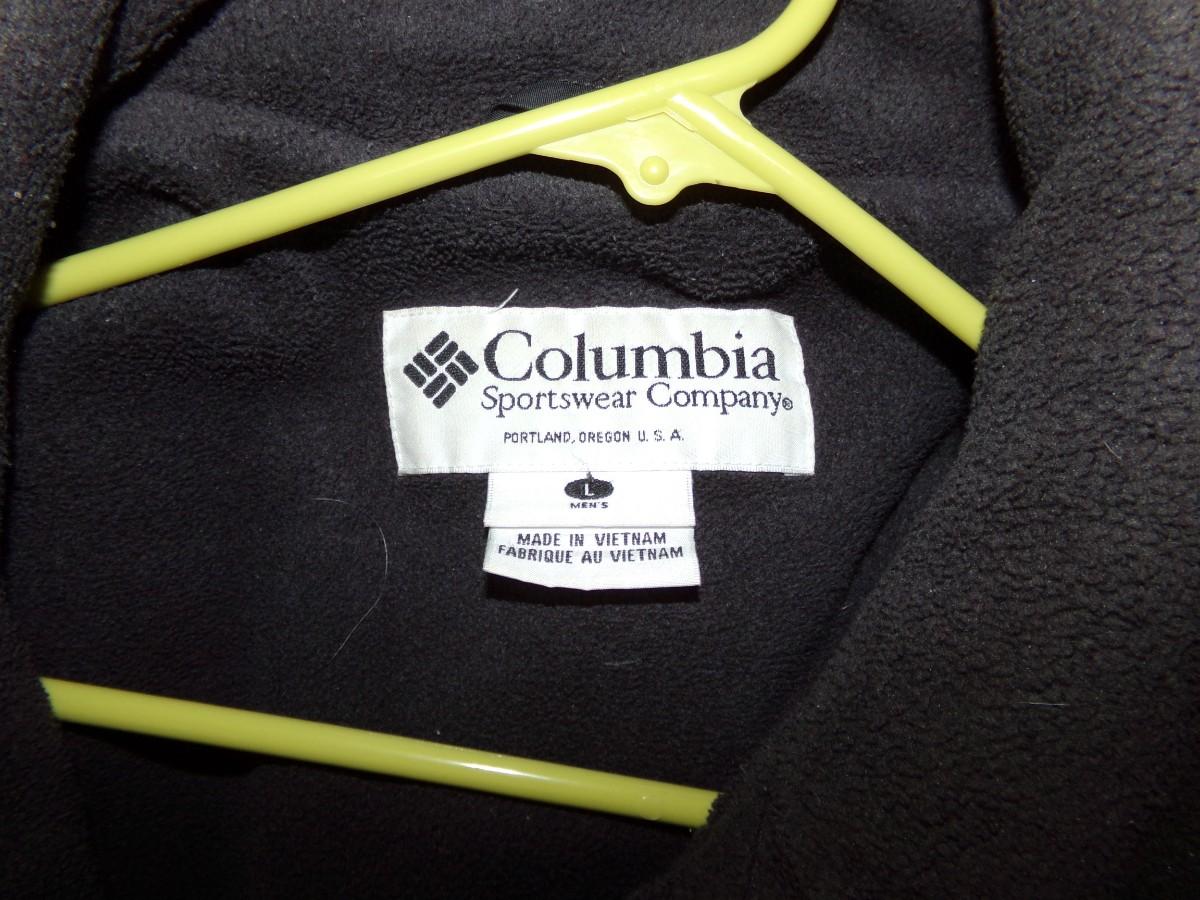 Columbia
Sportswear Company®
PORTLAND, OREGON U. S. A.
L
MEN'S
MADE IN VIETNAM
FABRIQUE AU VIETNAM